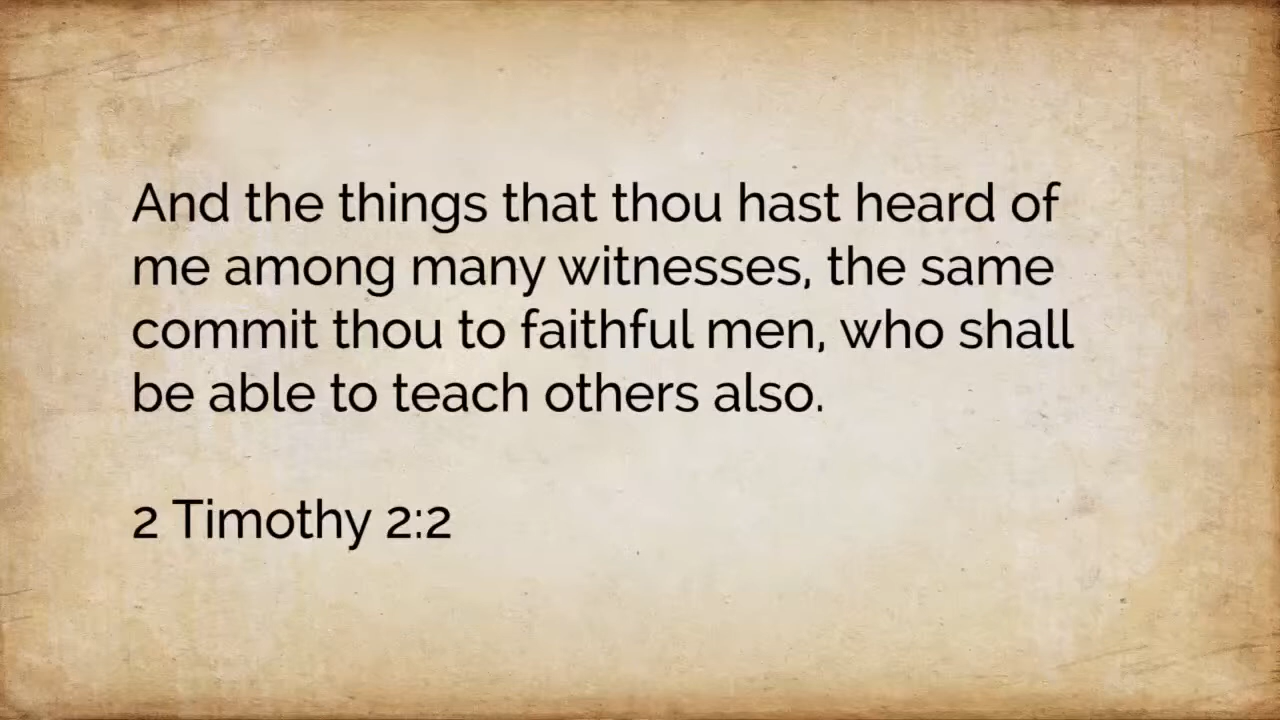 And the things that thou hast heard of
me among many witnesses, the same
commit thou to faithful men, who shall
be able to teach others also.
2 Timothy 2:2